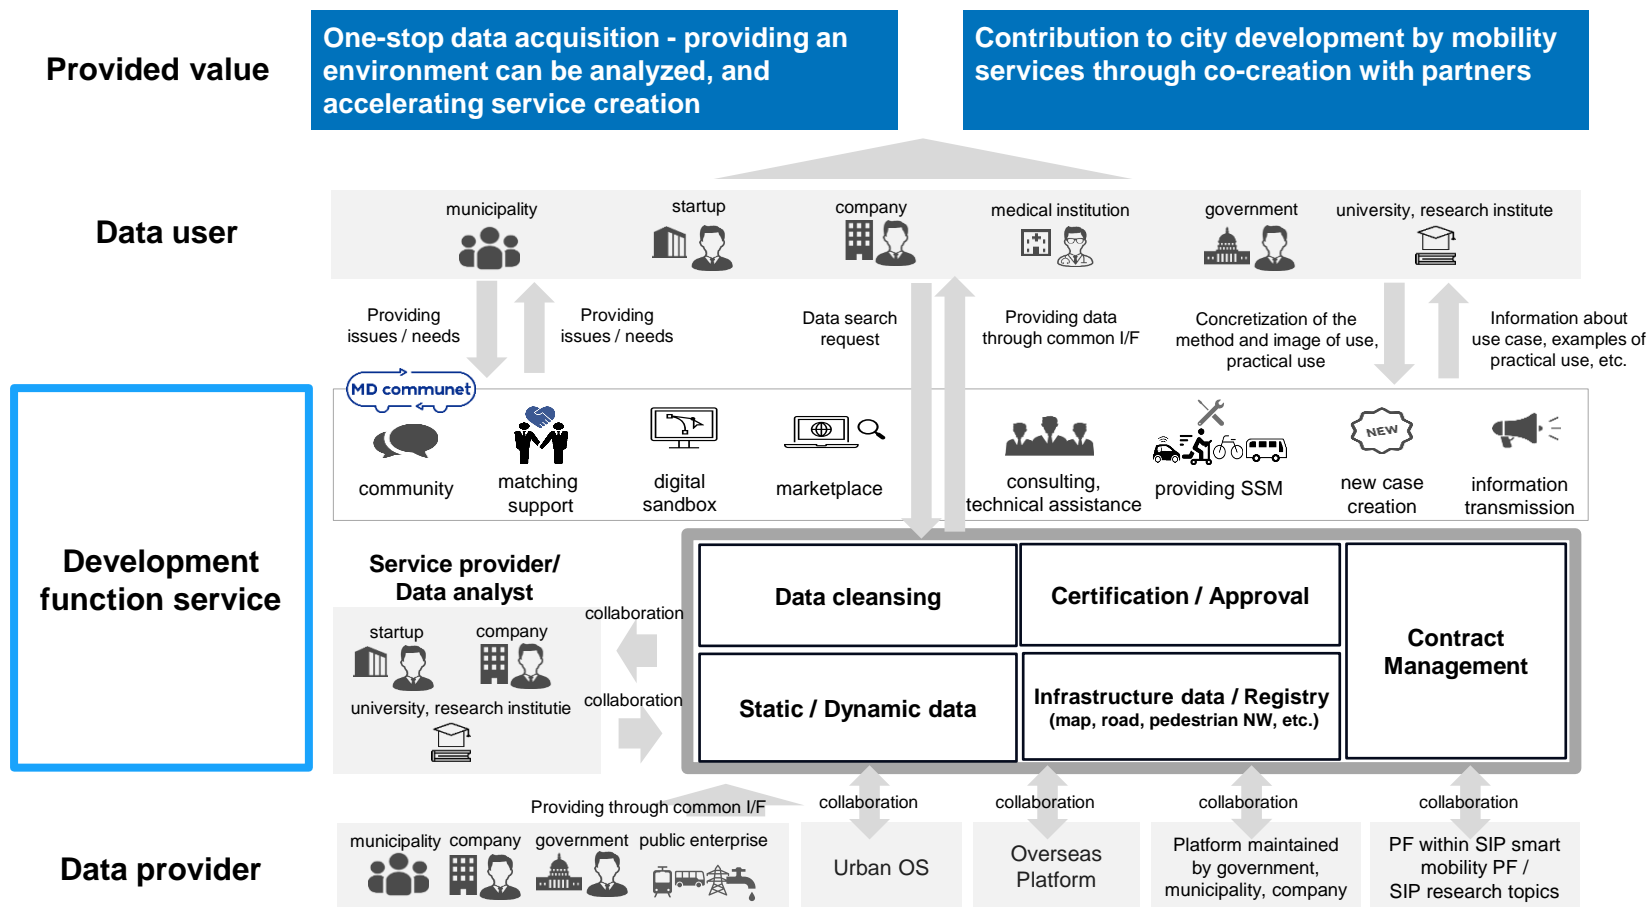 Provided value
One-stop data acquisition - providing an
environment can be analyzed, and
accelerating service creation
Contribution to city development by mobility
services through co-creation with partners
Data user
municipality
startup
company
medical institution
government
university, research institute
Providing
issues / needs
Providing
issues / needs
Data search
request
Providing data
through common I/F
Concretization of the
method and image of use,
practical use
Information about
use case, examples of
practical use, etc.
Development
function service
MD communet
community
matching
support
digital
sandbox
marketplace
consulting,
technical assistance
providing SSM
NEW
new case
creation
information
transmission
Service provider/
Data analyst
startup
company
university, research institutie
collaboration
collaboration
Data cleansing
Certification / Approval
Contract
Management
Static / Dynamic data
Infrastructure data / Registry
(map, road, pedestrian NW, etc.)
Providing through common I/F
collaboration
collaboration
collaboration
collaboration
Data provider
municipality
company
government
public enterprise
Urban OS
Overseas
Platform
Platform maintained
by government,
municipality, company
PF within SIP smart
mobility PF /
SIP research topics